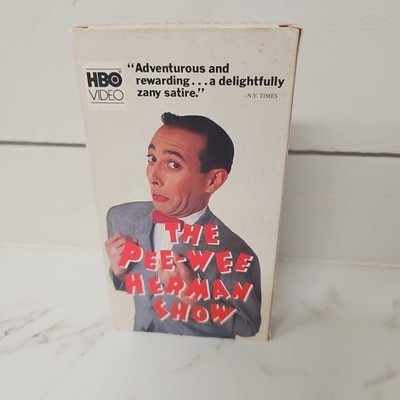 HBO
VIDEO
“Adventurous and
rewarding...a delightfully
zany satire.”
—N.Y. TIMES
THE
PEE-WEE
HERMAN
SHOW